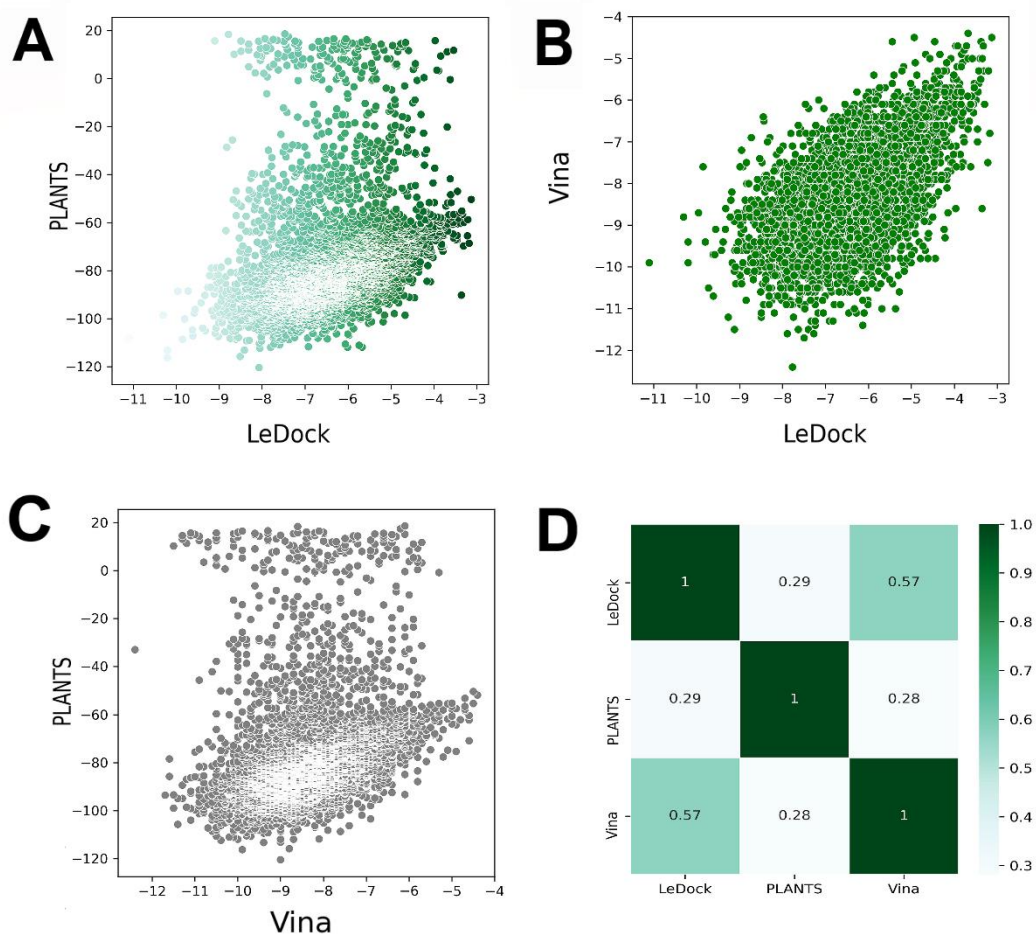 A
20
0
−20
−40
−60
−80
−100
−120
PLANTS
−11 −10 −9 −8 −7 −6 −5 −4 −3
LeDock
B
−4
−6
−7
−8
−9
−10
−11
−12
Vina
−11 −10 −9 −8 −7 −6 −5 −4 −3
LeDock
C
20
0
−20
−40
−60
−80
−100
−120
PLANTS
−12 −11 −10 −9 −8 −7 −6 −5 −4
Vina
D
LeDock
1 0.29 0.57
PLANTS
0.29 1 0.28
Vina
0.57 0.28 1
LeDock PLANTS Vina
1.0
0.9
0.8
0.7
0.6
0.5
0.4
0.3